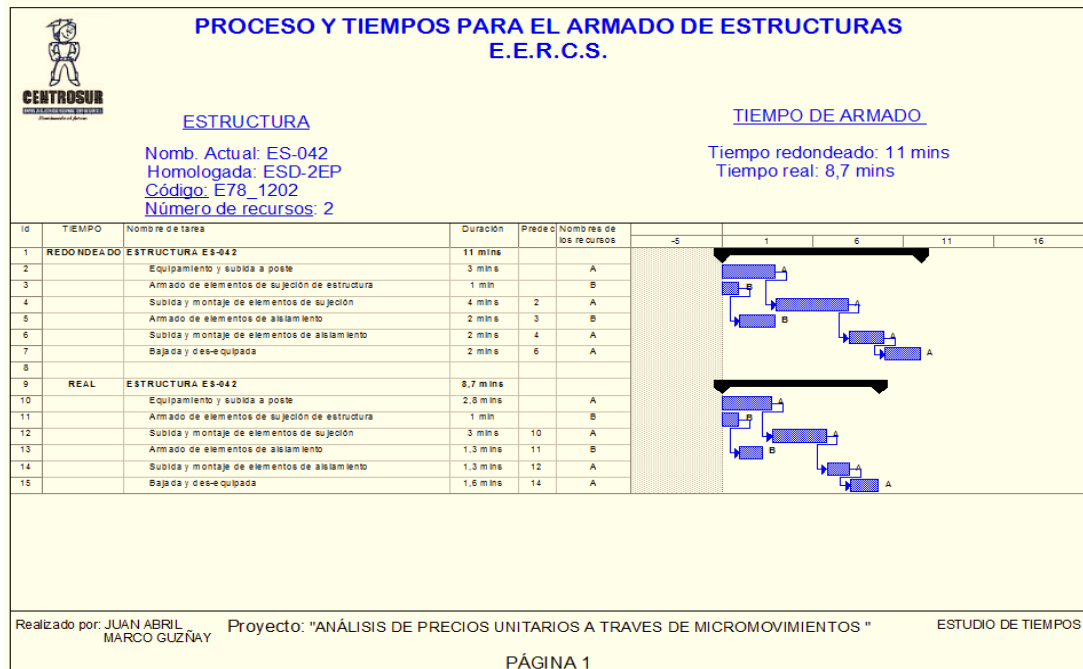 PROCESO Y TIEMPOS PARA EL ARMADO DE ESTRUCTURAS
E.E.R.C.S.
CENTROSUR
ESTRUCTURA
Nomb. Actual: ES-042
Homologada: ESD-2EP
Código: E78_1202
Número de recursos: 2
TIEMPO DE ARMADO
Tiempo redondeado: 11 mins
Tiempo real: 8,7 mins
Id TIEMPO Nombre de tarea Duración Predec Nombres de los recursos -5 1 6 11 16
1 REDONDEADO ESTRUCTURA ES-042 11 mins
2 Equipamiento y subida a poste 3 mins A A
3 Armado de elementos de sujeción de estructura 1 min B B
4 Subida y montaje de elementos de sujeción 4 mins 2 A A
5 Armado de elementos de aislamiento 2 mins 3 B B
6 Subida y montaje de elementos de aislamiento 2 mins 4 A A
7 Bajada y des-equipada 2 mins 6 A A
8
9 REAL ESTRUCTURA ES-042 8,7 mins
10 Equipamiento y subida a poste 2,8 mins A A
11 Armado de elementos de sujeción de estructura 1 min B B
12 Subida y montaje de elementos de sujeción 3 mins 10 A A
13 Armado de elementos de aislamiento 1,3 mins 11 B B
14 Subida y montaje de elementos de aislamiento 1,3 mins 12 A A
15 Bajada y des-equipada 1,6 mins 14 A A
Realizado por: JUAN ABRIL
MARCO GUZÑAY
Proyecto: "ANÁLISIS DE PRECIOS UNITARIOS A TRAVES DE MICROMOVIMIENTOS "
ESTUDIO DE TIEMPOS
PÁGINA 1